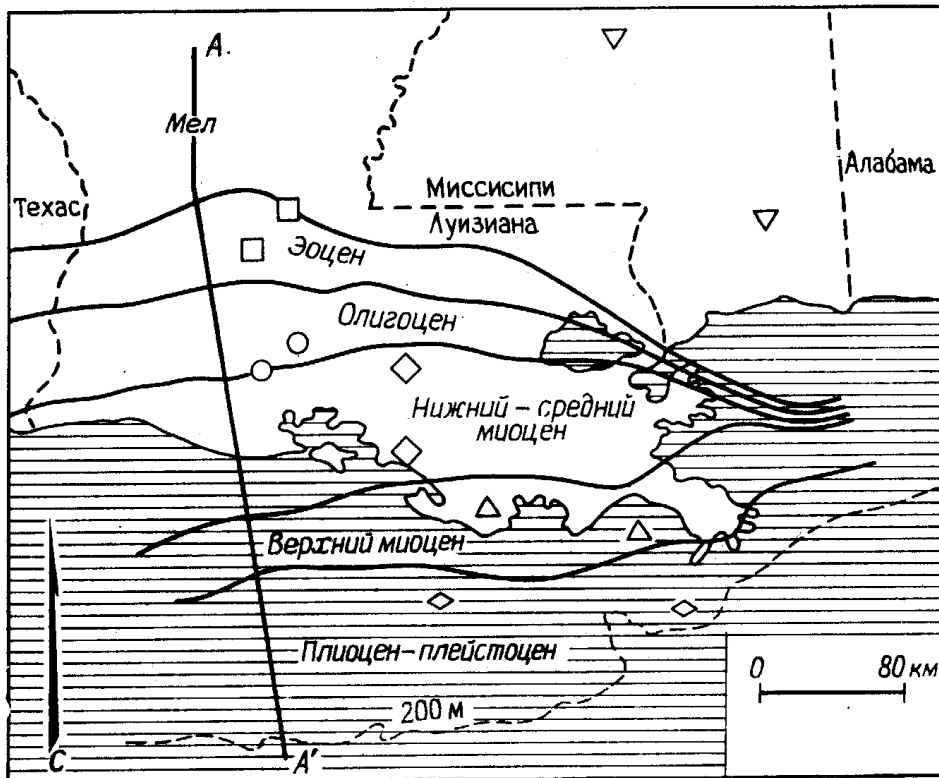 A
Мел
Алабама
Миссисипи
Техас
Луизиана
Эоцен
Олигоцен
Нижний – средний
миоцен
Верхний миоцен
Плиоцен–плейстоцен
0 80 км
200 м
С
A'